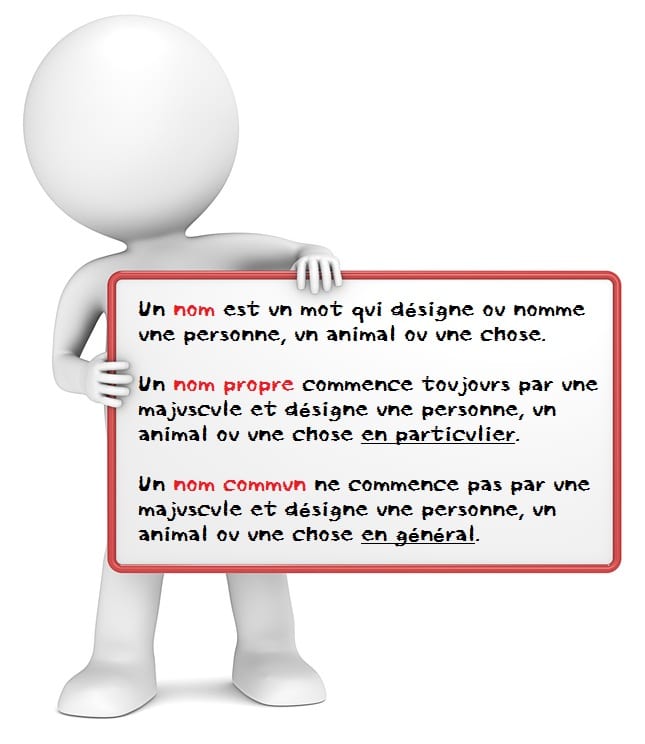 Un nom est un mot qui désigne ou nomme
une personne, un animal ou une chose.
Un nom propre commence toujours par une
majuscule et désigne une personne, un
animal ou une chose en particulier.
Un nom commun ne commence pas par une
majuscule et désigne une personne, un
animal ou une chose en général.